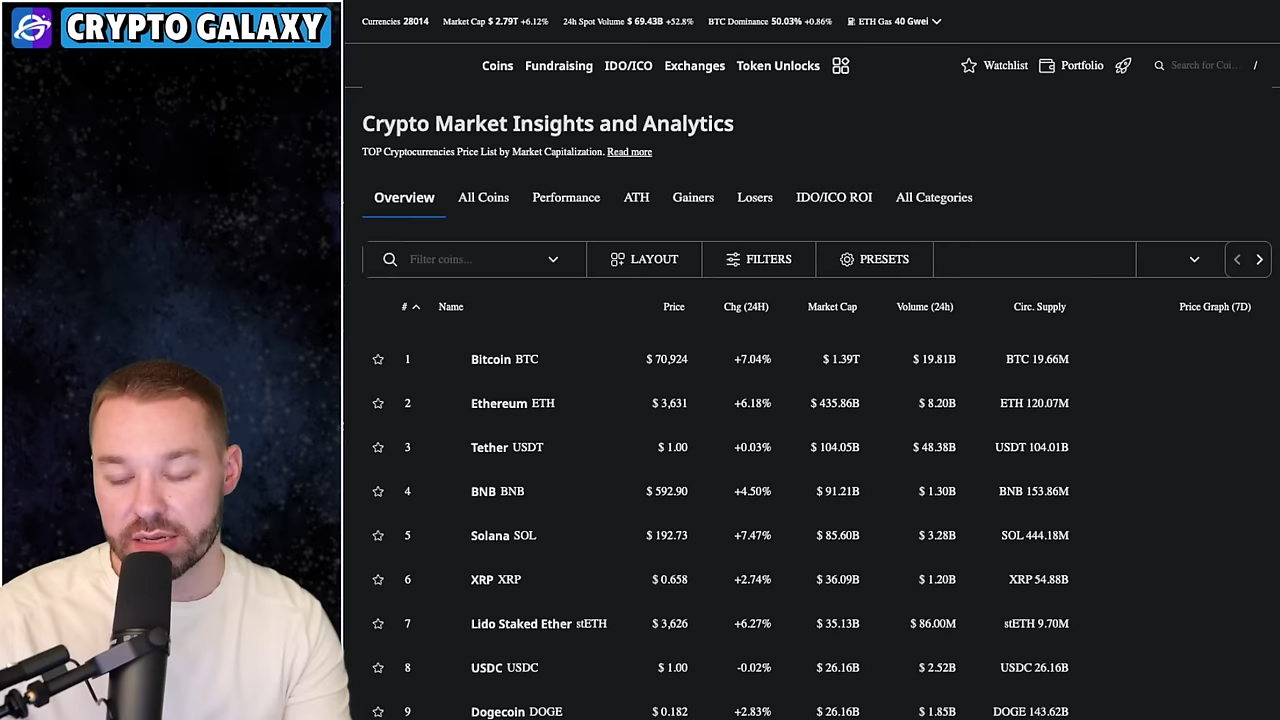 CRYPTO GALAXY
Currencies 28014 Market Cap $ 2.79T +6.12% 24h Spot Volume $ 69.43B +52.8% BTC Dominance 50.03% +0.86% ETH Gas 40 Gwei
Coins Fundraising IDO/ICO Exchanges Token Unlocks Watchlist Portfolio Search for Coi... /
Crypto Market Insights and Analytics
TOP Cryptocurrencies Price List by Market Capitalization. Read more
Overview All Coins Performance ATH Gainers Losers IDO/ICO ROI All Categories
Filter coins... LAYOUT FILTERS PRESETS
# Name Price Chg (24H) Market Cap Volume (24h) Circ. Supply Price Graph (7D)
1 Bitcoin BTC $ 70,924 +7.04% $ 1.39T $ 19.81B BTC 19.66M
2 Ethereum ETH $ 3,631 +6.18% $ 435.86B $ 8.20B ETH 120.07M
3 Tether USDT $ 1.00 +0.03% $ 104.05B $ 48.38B USDT 104.01B
4 BNB BNB $ 592.90 +4.50% $ 91.21B $ 1.30B BNB 153.86M
5 Solana SOL $ 192.73 +7.47% $ 85.60B $ 3.28B SOL 444.18M
6 XRP XRP $ 0.658 +2.74% $ 36.09B $ 1.20B XRP 54.88B
7 Lido Staked Ether stETH $ 3,626 +6.27% $ 35.13B $ 86.00M stETH 9.70M
8 USDC USDC $ 1.00 -0.02% $ 26.16B $ 2.52B USDC 26.16B
9 Dogecoin DOGE $ 0.182 +2.83% $ 26.16B $ 1.85B DOGE 143.62B